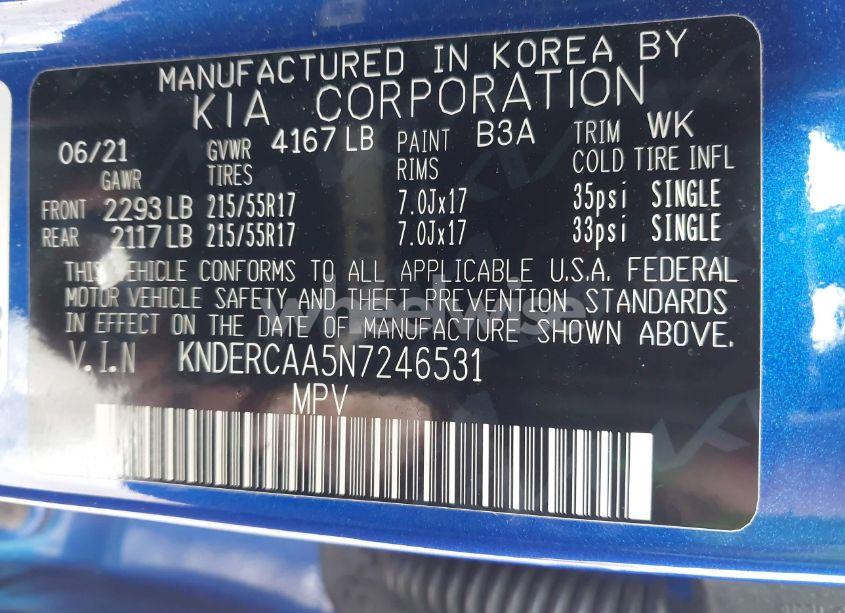 MANUFACTURED IN KOREA BY
KIA CORPORATION
06/21 GVWR 4167 LB PAINT B3A TRIM WK
GAWR TIRES RIMS COLD TIRE INFL
FRONT 2293 LB 215/55R17 7.0Jx17 35psi SINGLE
REAR 2117 LB 215/55R17 7.0Jx17 33psi SINGLE
THIS VEHICLE CONFORMS TO ALL APPLICABLE U.S.A. FEDERAL
MOTOR VEHICLE SAFETY AND THEFT PREVENTION STANDARDS
IN EFFECT ON THE DATE OF MANUFACTURE SHOWN ABOVE.
wheelwise
V.I.N KNDERCAA5N7246531
MPV